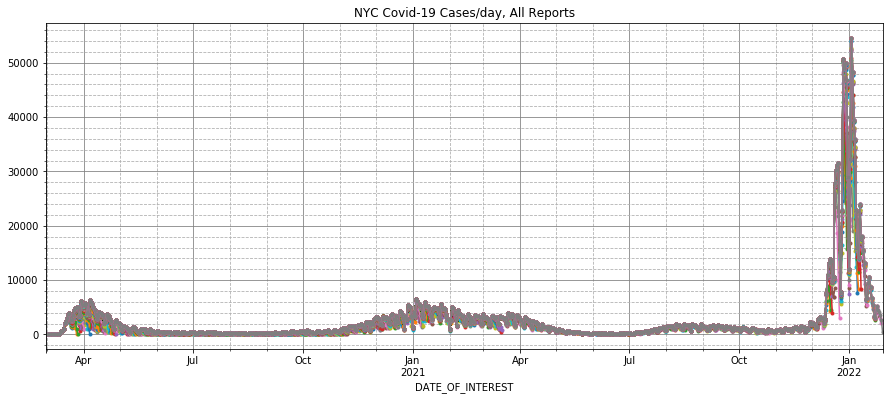 NYC Covid-19 Cases/day, All Reports
50000
40000
30000
20000
10000
0
Apr Jul Oct Jan Apr Jul Oct Jan
2021 2022
DATE_OF_INTEREST